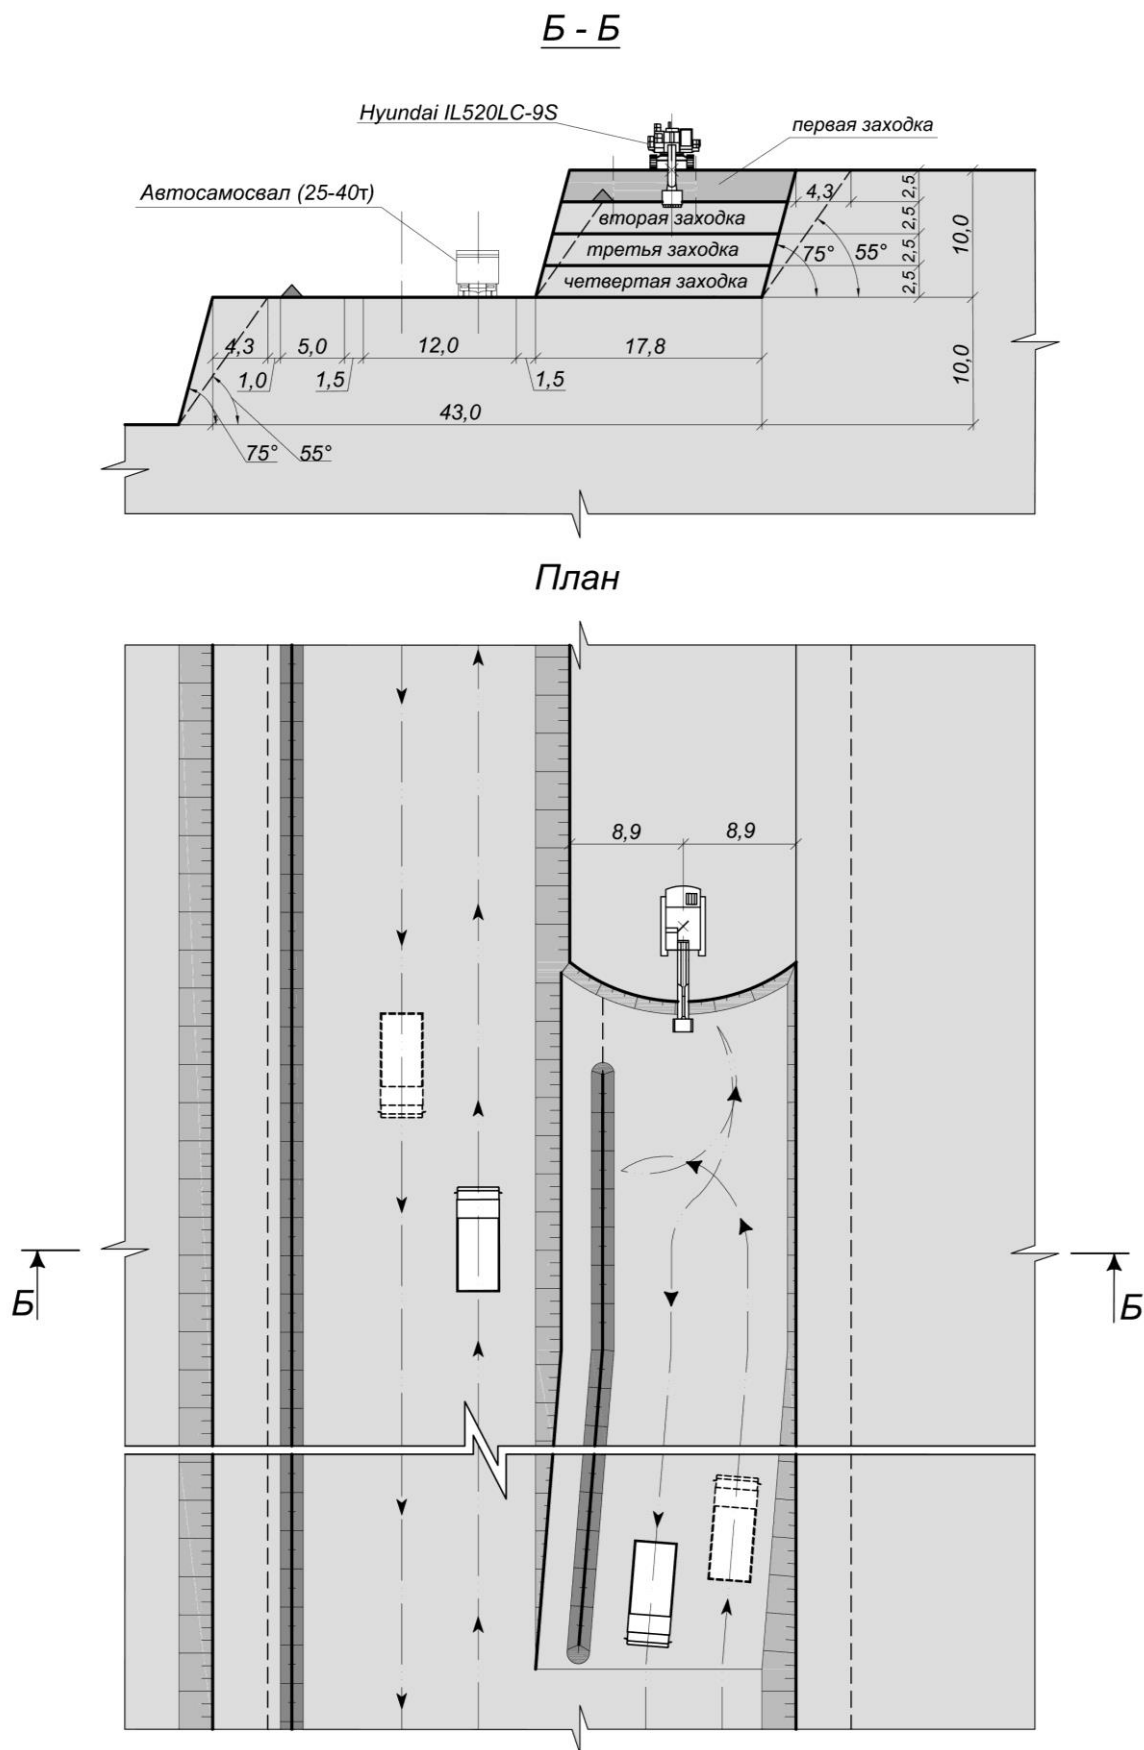 Б - Б
Hyundai IL520LC-9S
первая заходка
Автосамосвал (25-40т)
4,3
2,5
вторая заходка
2,5
10,0
третья заходка
75°
55°
2,5
четвертая заходка
2,5
4,3
5,0
12,0
17,8
1,0
1,5
1,5
10,0
43,0
75°
55°
План
8,9
8,9
Б
Б